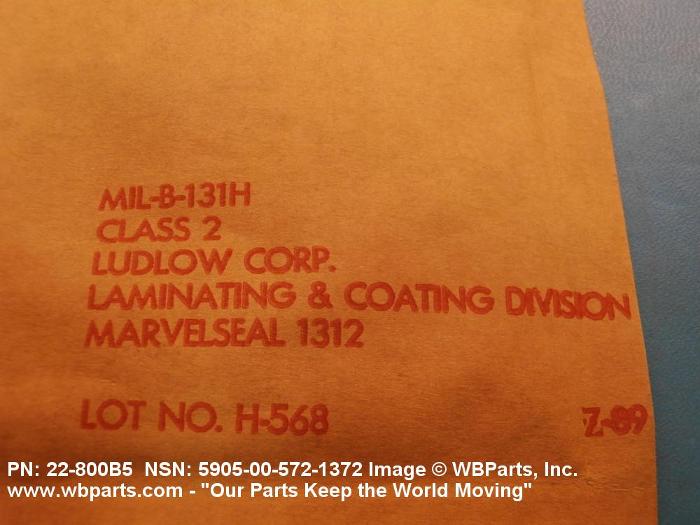 MIL-B-131H
CLASS 2
LUDLOW CORP.
LAMINATING & COATING DIVISION
MARVELSEAL 1312
LOT NO. H-568 Z-89
PN: 22-800B5 NSN: 5905-00-572-1372 Image © WBParts, Inc.
www.wbparts.com - "Our Parts Keep the World Moving"